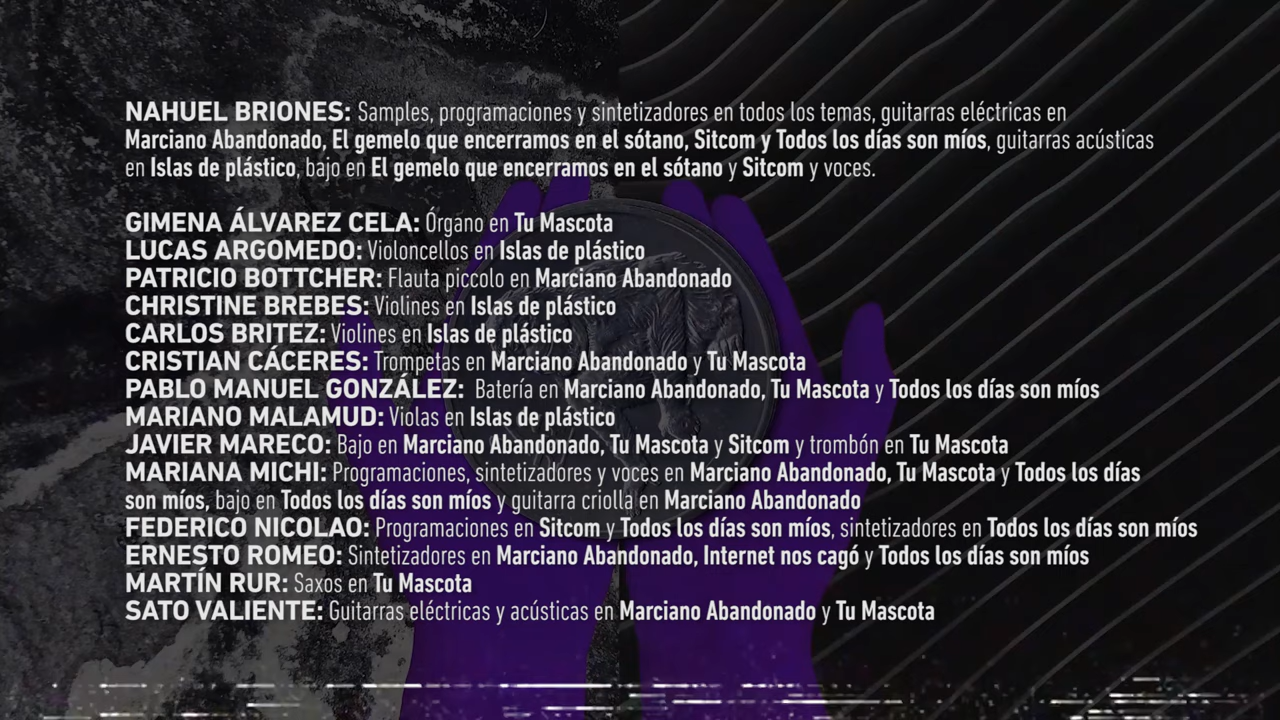 NAHUEL BRIONES: Samples, programaciones y sintetizadores en todos los temas, guitarras eléctricas en
Marciano Abandonado, El gemelo que encerramos en el sótano, Sitcom y Todos los días son míos, guitarras acústicas
en Islas de plástico, bajo en El gemelo que encerramos en el sótano y Sitcom y voces.
GIMENA ÁLVAREZ CELA: Órgano en Tu Mascota
LUCAS ARGOMEDO: Violoncellos en Islas de plástico
PATRICIO BOTTCHER: Flauta piccolo en Marciano Abandonado
CHRISTINE BREBES: Violines en Islas de plástico
CARLOS BRITEZ: Violines en Islas de plástico
CRISTIAN CÁCERES: Trompetas en Marciano Abandonado y Tu Mascota
PABLO MANUEL GONZÁLEZ: Batería en Marciano Abandonado, Tu Mascota y Todos los días son míos
MARIANO MALAMUD: Violas en Islas de plástico
JAVIER MARECO: Bajo en Marciano Abandonado, Tu Mascota y Sitcom y trombón en Tu Mascota
MARIANA MICHI: Programaciones, sintetizadores y voces en Marciano Abandonado, Tu Mascota y Todos los días
son míos, bajo en Todos los días son míos y guitarra criolla en Marciano Abandonado
FEDERICO NICOLAO: Programaciones en Sitcom y Todos los días son míos, sintetizadores en Todos los días son míos
ERNESTO ROMEO: Sintetizadores en Marciano Abandonado, Internet nos cagó y Todos los días son míos
MARTÍN RUR: Saxos en Tu Mascota
SATO VALIENTE: Guitarras eléctricas y acústicas en Marciano Abandonado y Tu Mascota